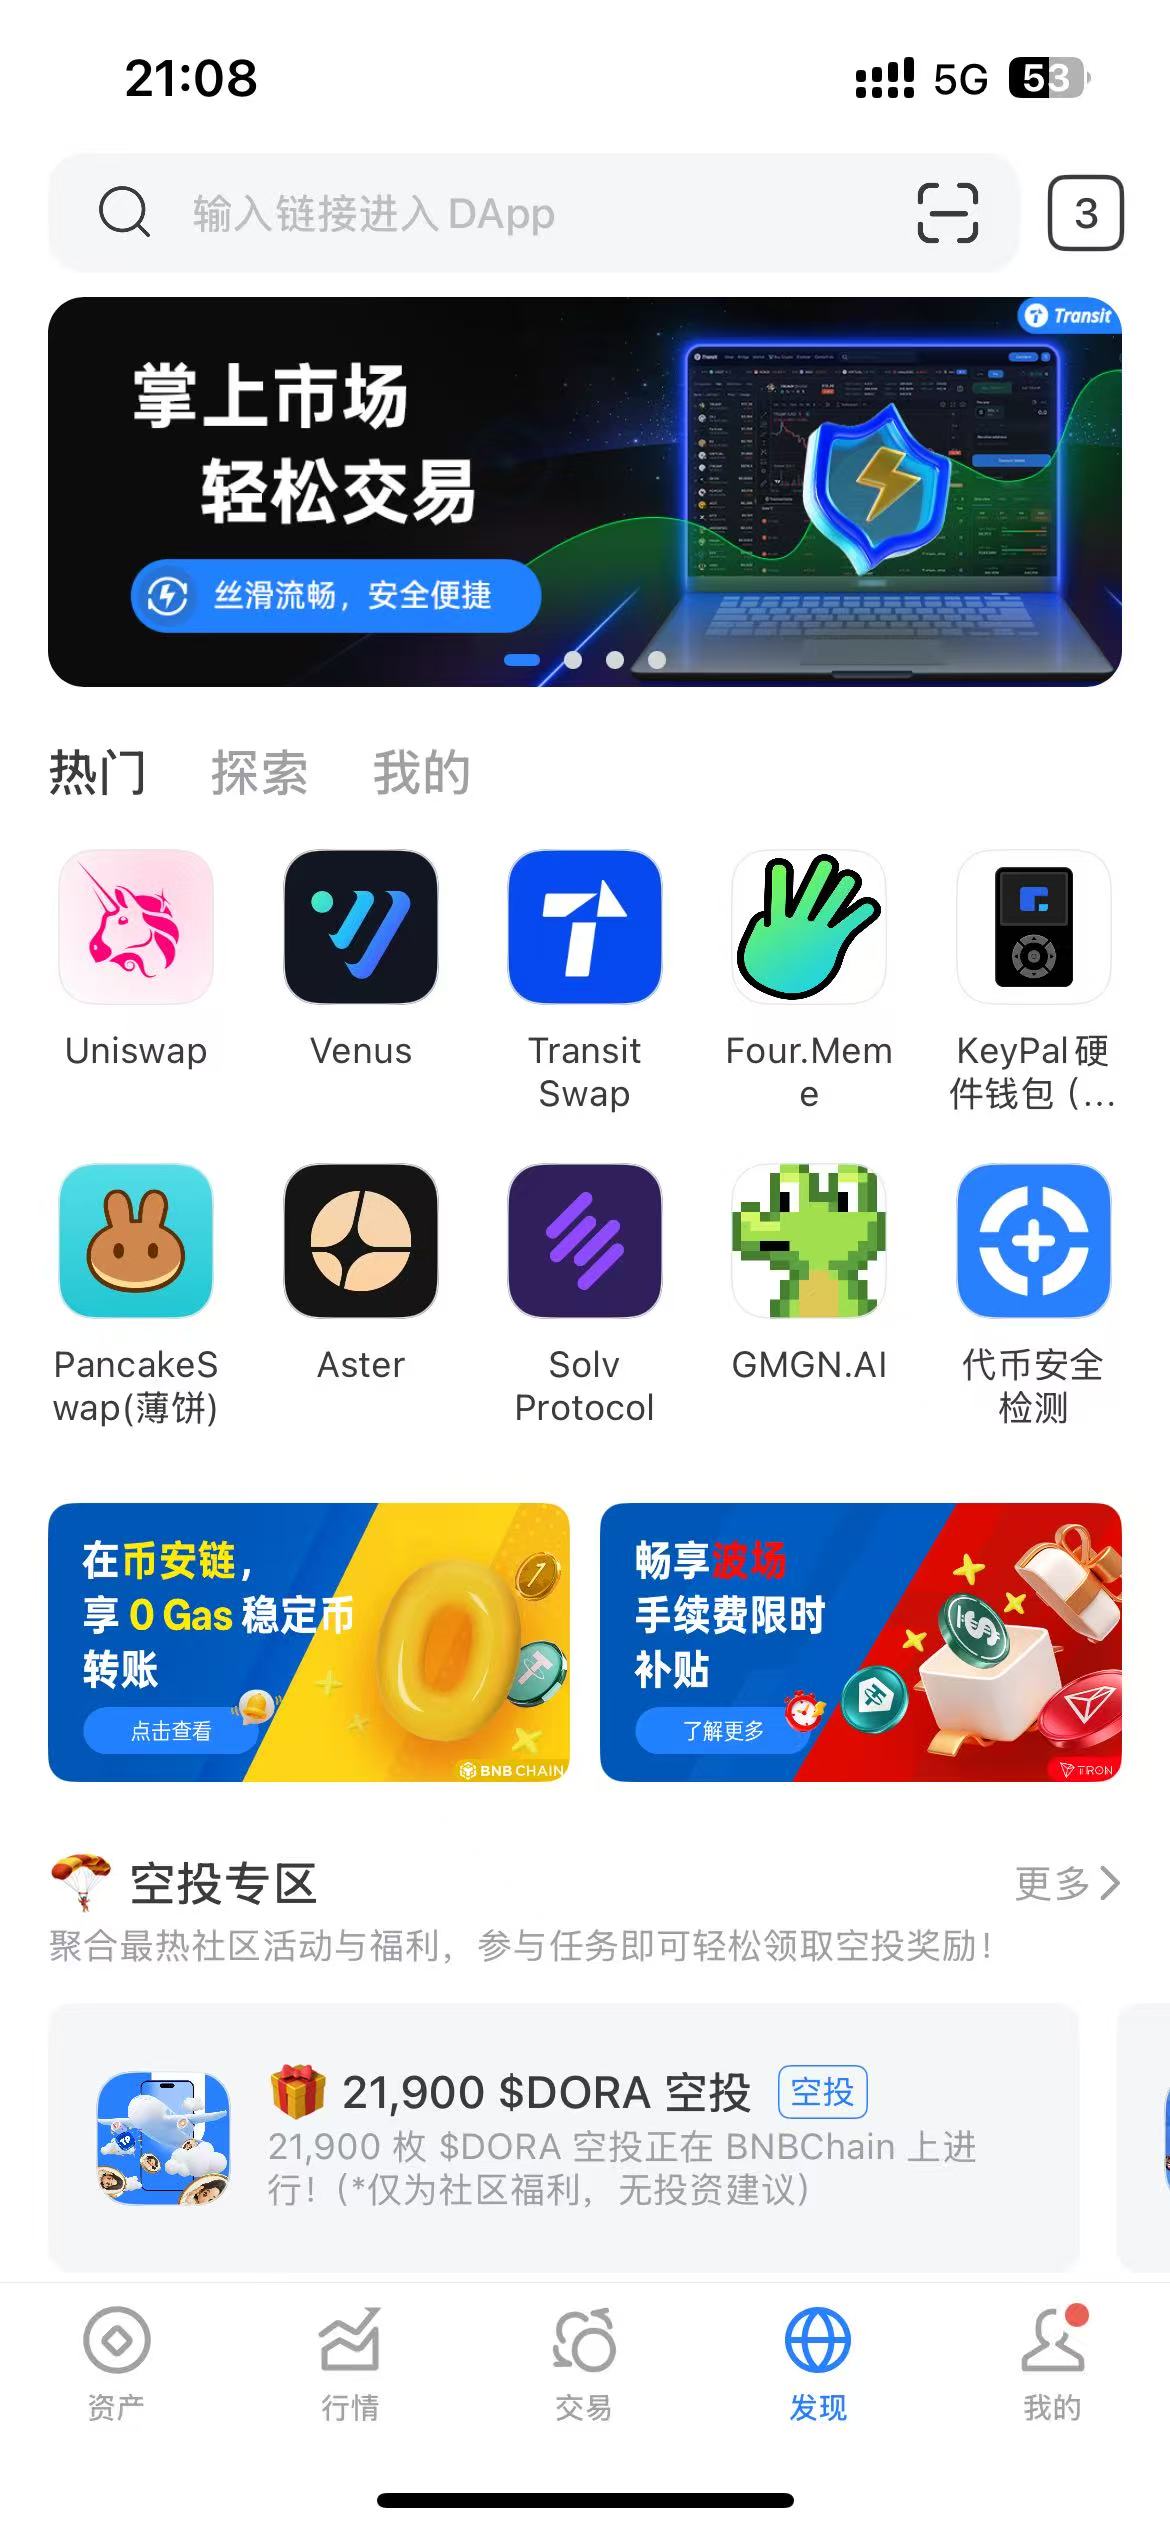 21:08
5G 53
输入链接进入 DApp
3
Transit
掌上市场
轻松交易
丝滑流畅，安全便捷
热门 探索 我的
Uniswap
Venus
Transit
Swap
Four.Mem
e
KeyPal 硬
件钱包 (...
PancakeS
wap(薄饼)
Aster
Solv
Protocol
GMGN.AI
代币安全
检测
在币安链，
享 0 Gas 稳定币
转账
点击查看
BNB CHAIN
畅享波场
手续费限时
补贴
了解更多
TRON
空投专区
更多
聚合最热社区活动与福利，参与任务即可轻松领取空投奖励！
21,900 $DORA 空投 空投
21,900 枚 $DORA 空投正在 BNBChain 上进
行！(*仅为社区福利，无投资建议)
资产
行情
交易
发现
我的